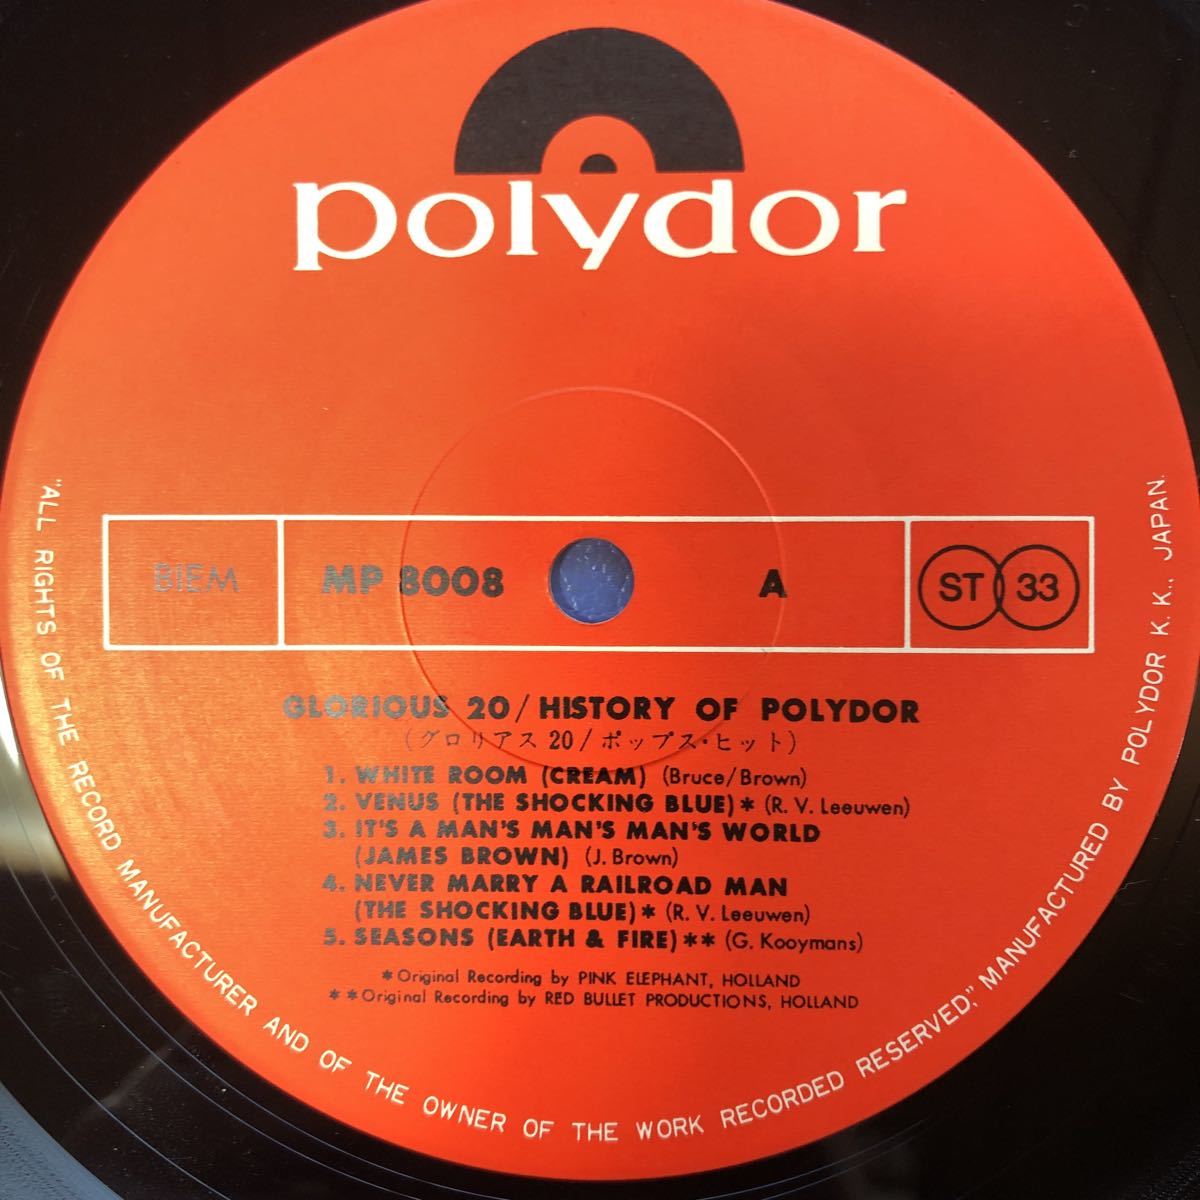 polydor
BIEM MP 8008 A ST 33
GLORIOUS 20/HISTORY OF POLYDOR
(グロリアス20/ポップス・ヒット)
1. WHITE ROOM (CREAM) (Bruce/Brown)
2. VENUS (THE SHOCKING BLUE)* (R. V. Leeuwen)
3. IT'S A MAN'S MAN'S MAN'S WORLD
(JAMES BROWN) (J. Brown)
4. NEVER MARRY A RAILROAD MAN
(THE SHOCKING BLUE)* (R. V. Leeuwen)
5. SEASONS (EARTH & FIRE)** (G. Kooymans)
*Original Recording by PINK ELEPHANT, HOLLAND
**Original Recording by RED BULLET PRODUCTIONS, HOLLAND
"ALL RIGHTS OF THE RECORD MANUFACTURER AND OF THE OWNER OF THE WORK RECORDED RESERVED," MANUFACTURED BY POLYDOR K. K., JAPAN.